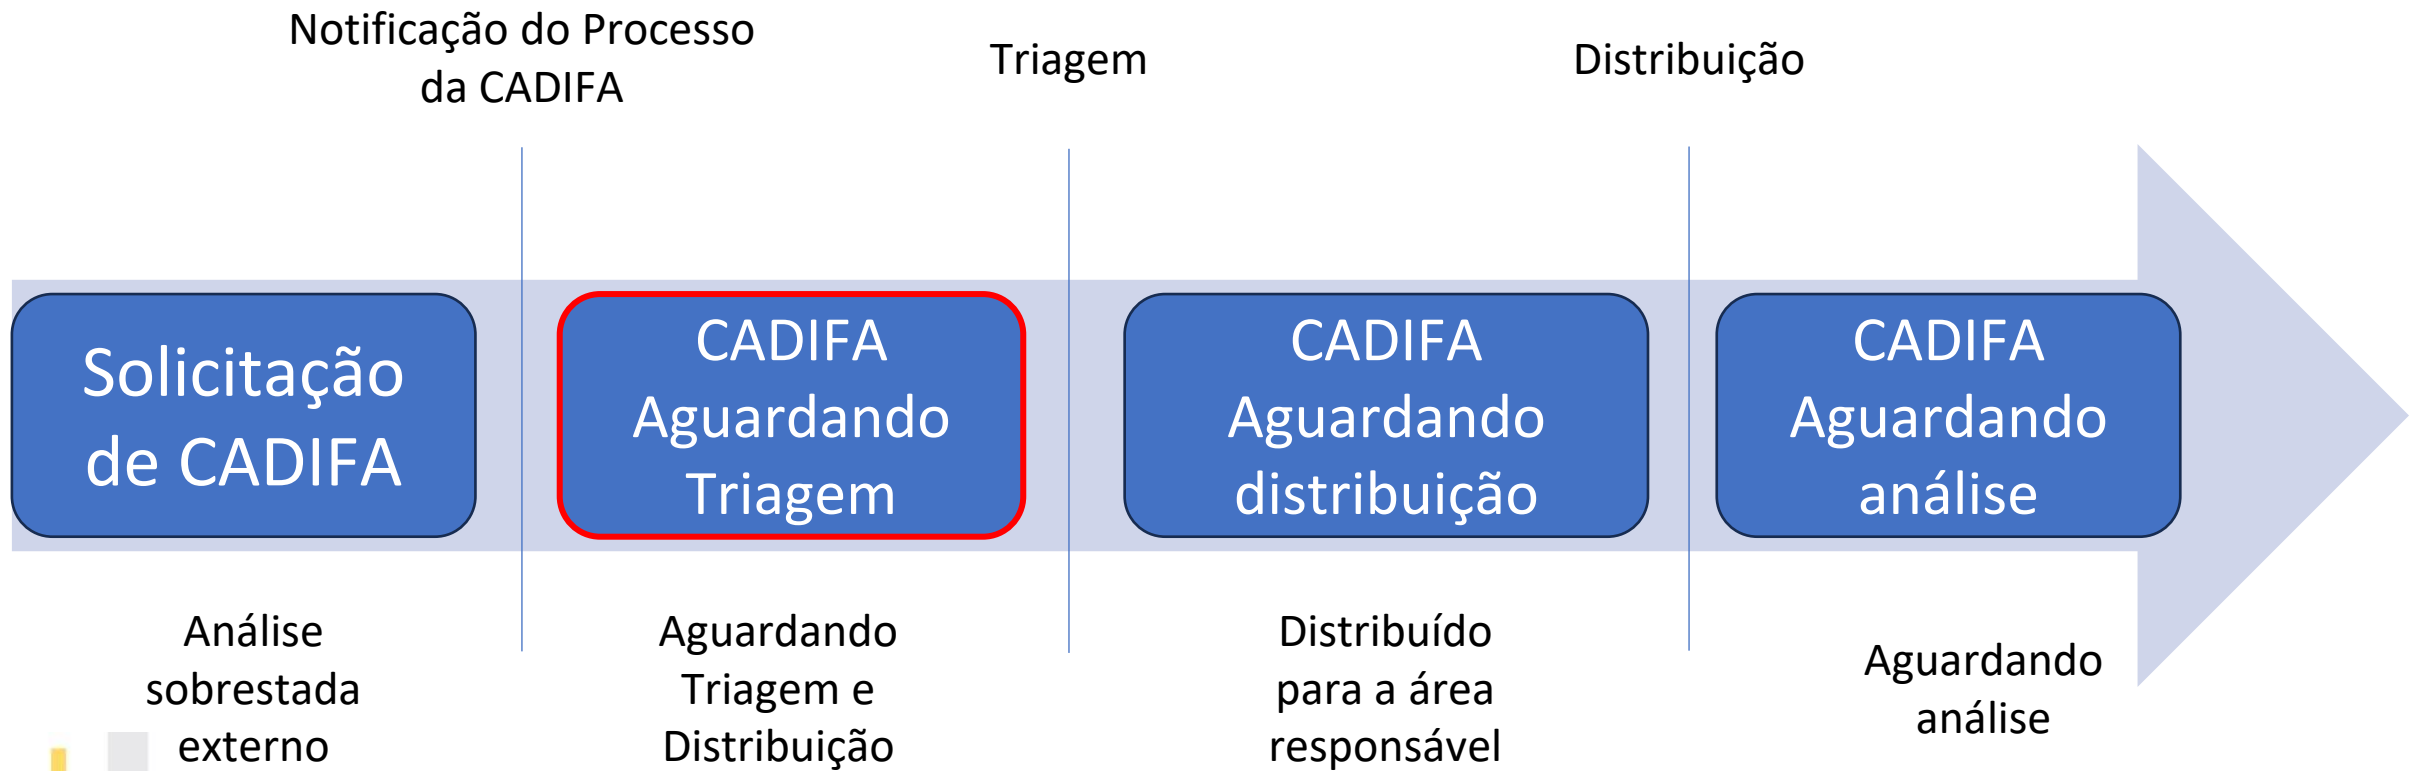 Notificação do Processo
da CADIFA
Triagem
Distribuição
Solicitação
de CADIFA
CADIFA
Aguardando
Triagem
CADIFA
Aguardando
distribuição
CADIFA
Aguardando
análise
Análise
sobrestada
externo
Aguardando
Triagem e
Distribuição
Distribuído
para a área
responsável
Aguardando
análise